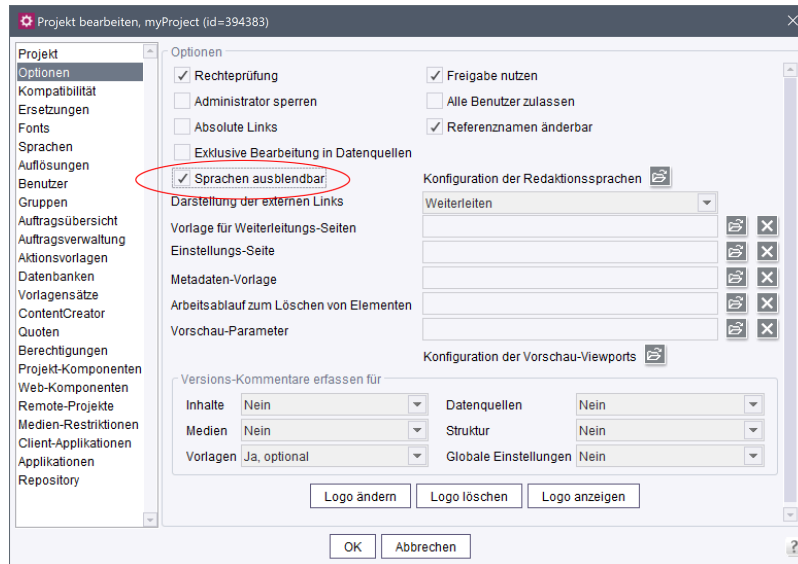 Projekt bearbeiten, myProject (id=394383)
Projekt
Optionen
Kompatibilität
Ersetzungen
Fonts
Sprachen
Auflösungen
Benutzer
Gruppen
Auftragsübersicht
Auftragsverwaltung
Aktionsvorlagen
Datenbanken
Vorlagensätze
ContentCreator
Quoten
Berechtigungen
Projekt-Komponenten
Web-Komponenten
Remote-Projekte
Medien-Restriktionen
Client-Applikationen
Applikationen
Repository
Optionen
Rechteprüfung Freigabe nutzen
Administrator sperren Alle Benutzer zulassen
Absolute Links Referenznamen änderbar
Exklusive Bearbeitung in Datenquellen
Sprachen ausblendbar Konfiguration der Redaktionssprachen
Darstellung der externen Links Weiterleiten
Vorlage für Weiterleitungs-Seiten
Einstellungs-Seite
Metadaten-Vorlage
Arbeitsablauf zum Löschen von Elementen
Vorschau-Parameter
Konfiguration der Vorschau-Viewports
Versions-Kommentare erfassen für
Inhalte Nein Datenquellen Nein
Medien Nein Struktur Nein
Vorlagen Ja, optional Globale Einstellungen Nein
Logo ändern Logo löschen Logo anzeigen
OK Abbrechen ?